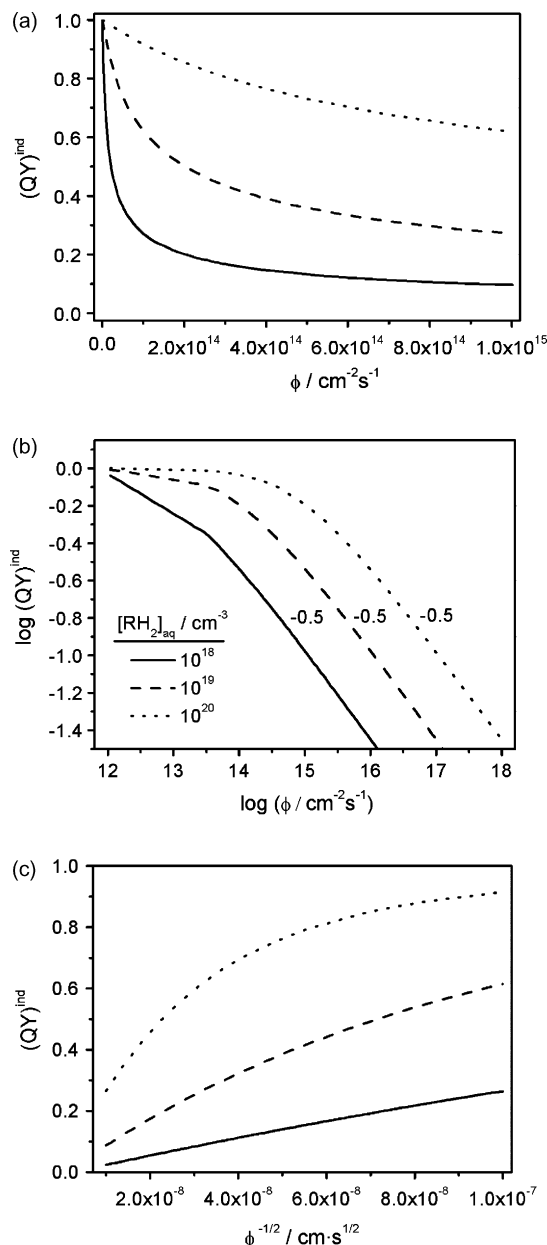 (a)
1.0
0.8
0.6
0.4
0.2
0.0
(QY)^ind
0.0 2.0x10^14 4.0x10^14 6.0x10^14 8.0x10^14 1.0x10^15
ϕ / cm^-2s^-1
(b)
0.0
-0.2
-0.4
-0.6
-0.8
-1.0
-1.2
-1.4
log (QY)^ind
[RH_2]_aq / cm^-3
10^18
10^19
10^20
-0.5 -0.5 -0.5
12 13 14 15 16 17 18
log (ϕ / cm^-2s^-1)
(c)
1.0
0.8
0.6
0.4
0.2
0.0
(QY)^ind
2.0x10^-8 4.0x10^-8 6.0x10^-8 8.0x10^-8 1.0x10^-7
ϕ^-1/2 / cm·s^1/2